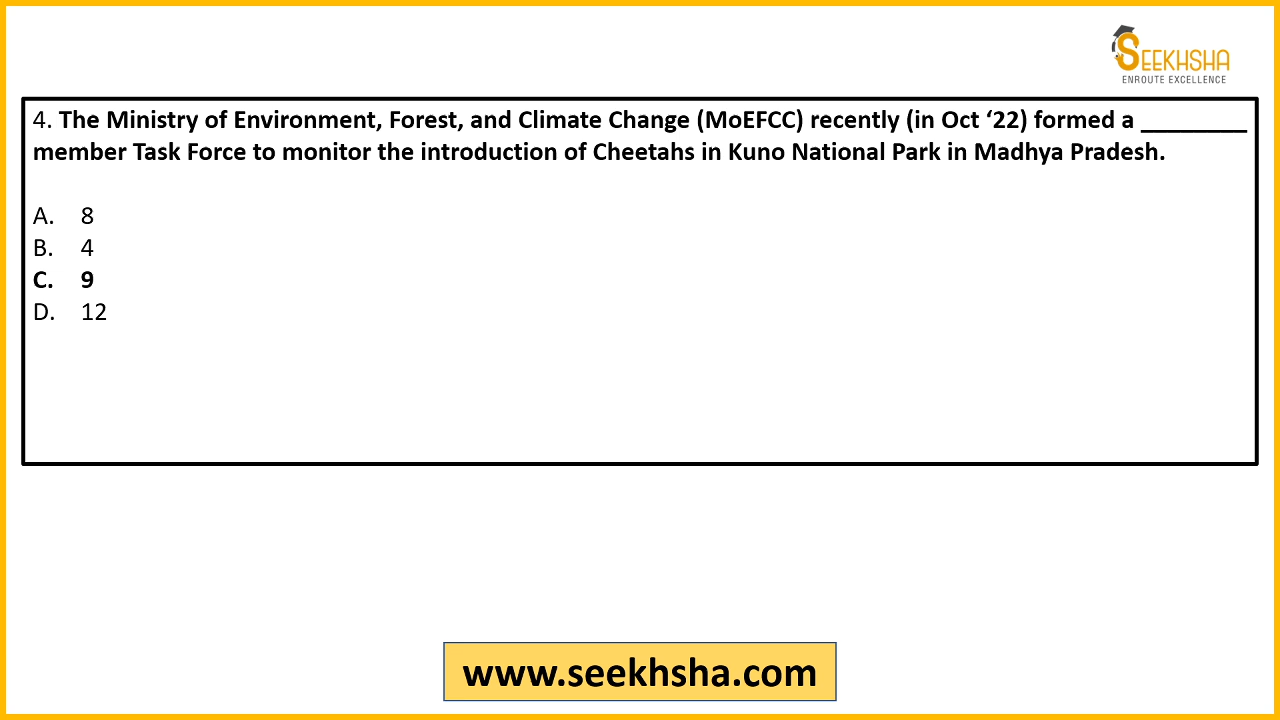 SEEKHSHA
ENROUTE EXCELLENCE
4. The Ministry of Environment, Forest, and Climate Change (MoEFCC) recently (in Oct ‘22) formed a ________
member Task Force to monitor the introduction of Cheetahs in Kuno National Park in Madhya Pradesh.
A. 8
B. 4
C. 9
D. 12
www.seekhsha.com